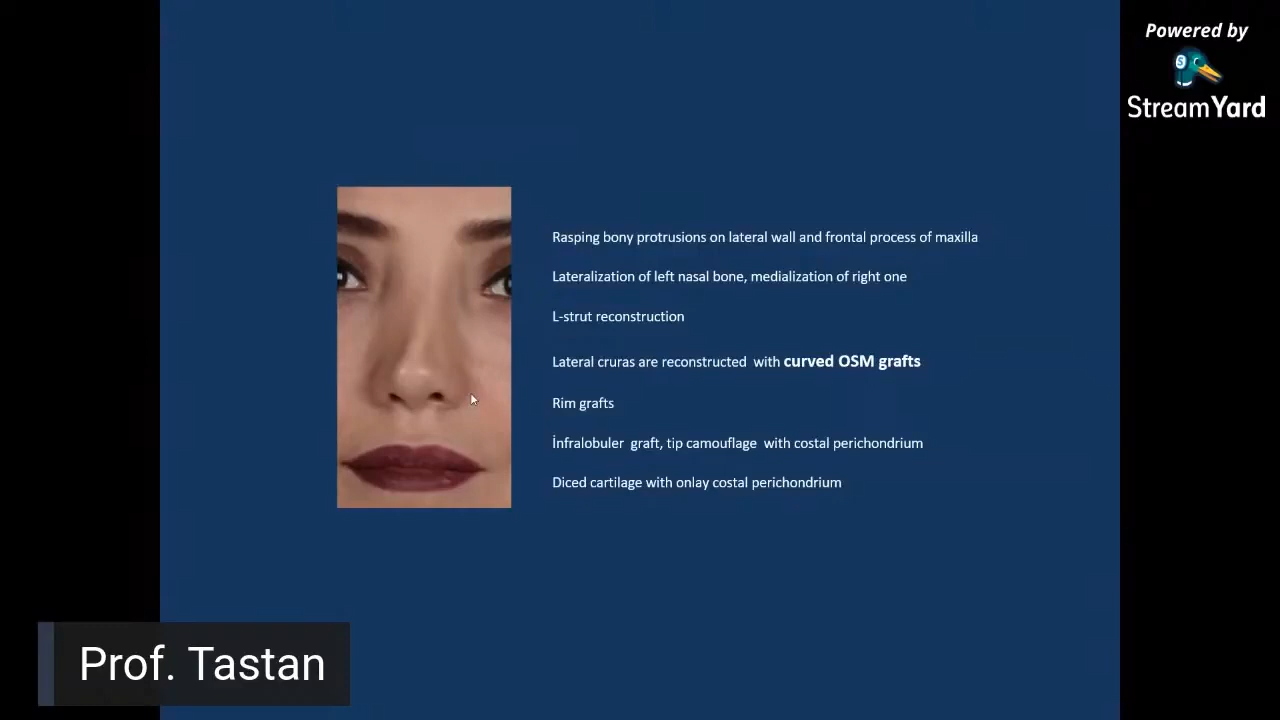 Powered by
StreamYard
Rasping bony protrusions on lateral wall and frontal process of maxilla
Lateralization of left nasal bone, medialization of right one
L-strut reconstruction
Lateral cruras are reconstructed with curved OSM grafts
Rim grafts
İnfralobuler graft, tip camouflage with costal perichondrium
Diced cartilage with onlay costal perichondrium
Prof. Tastan